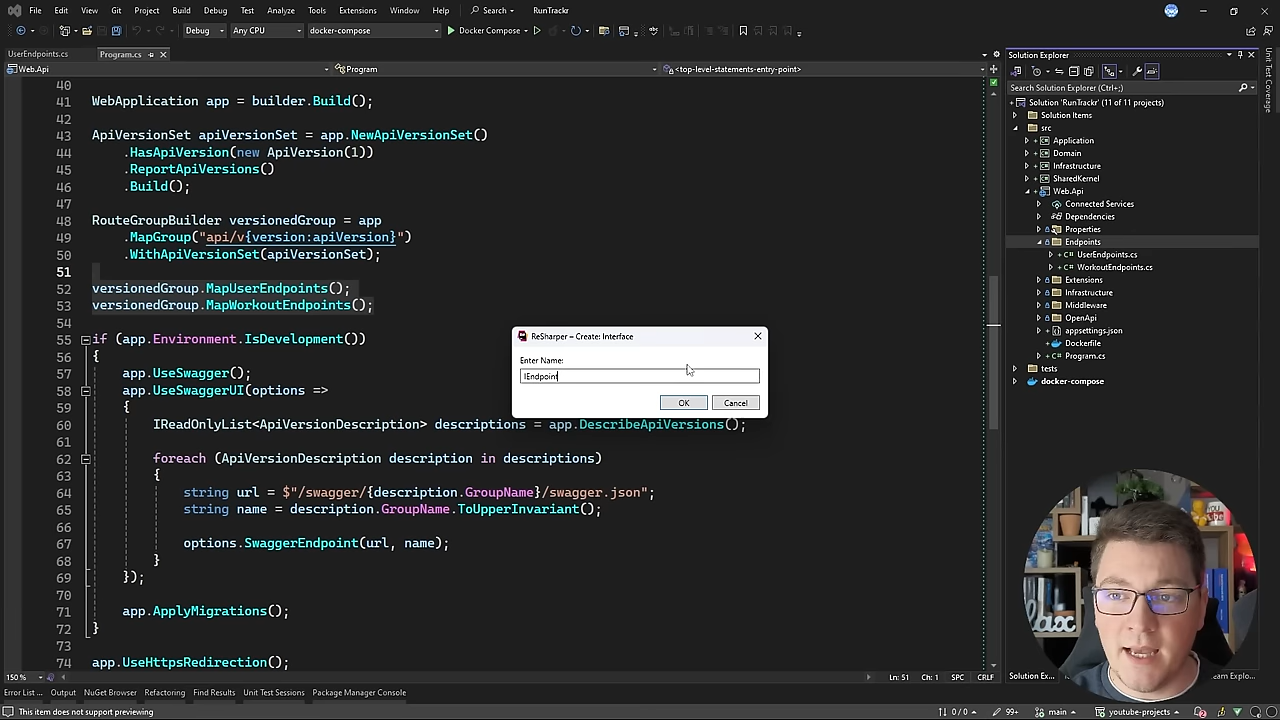 File Edit View Git Project Build Debug Test Analyze Tools Extensions Window Help Search RunTrackr
Debug Any CPU docker-compose Docker Compose
UserEndpoints.cs Program.cs
Web.Api Program <top-level-statements-entry-point>
40
41 WebApplication app = builder.Build();
42
43 ApiVersionSet apiVersionSet = app.NewApiVersionSet()
44 .HasApiVersion(new ApiVersion(1))
45 .ReportApiVersions()
46 .Build();
47
48 RouteGroupBuilder versionedGroup = app
49 .MapGroup("api/v{version:apiVersion}")
50 .WithApiVersionSet(apiVersionSet);
51
52 versionedGroup.MapUserEndpoints();
53 versionedGroup.MapWorkoutEndpoints();
54
55 if (app.Environment.IsDevelopment())
56 {
57 app.UseSwagger();
58 app.UseSwaggerUI(options =>
59 {
60 IReadOnlyList<ApiVersionDescription> descriptions = app.DescribeApiVersions();
61
62 foreach (ApiVersionDescription description in descriptions)
63 {
64 string url = $"/swagger/{description.GroupName}/swagger.json";
65 string name = description.GroupName.ToUpperInvariant();
66
67 options.SwaggerEndpoint(url, name);
68 }
69 });
70
71 app.ApplyMigrations();
72 }
73
74 app.UseHttpsRedirection();
ReSharper – Create: Interface
Enter Name:
IEndpoint
OK Cancel
Solution Explorer
Search Solution Explorer (Ctrl+;)
Solution 'RunTrackr' (11 of 11 projects)
Solution Items
src
Application
Domain
Infrastructure
SharedKernel
Web.Api
Connected Services
Dependencies
Properties
Endpoints
UserEndpoints.cs
WorkoutEndpoints.cs
Extensions
Infrastructure
Middleware
OpenApi
appsettings.json
Dockerfile
Program.cs
tests
docker-compose
Unit Test Coverage
150 % Ln: 51 Ch: 1 SPC CRLF
Solution Ex... eam Explo...
Error List ... Output NuGet Browser Refactoring Find Results Unit Test Sessions Package Manager Console
This item does not support previewing 0 / 0 99+ main youtube-projects